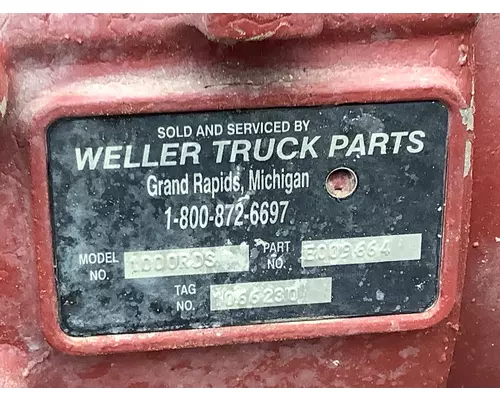 SOLD AND SERVICED BY
WELLER TRUCK PARTS
Grand Rapids, Michigan
1-800-872-6697
MODEL NO. PART NO. 5009664
TAG NO.